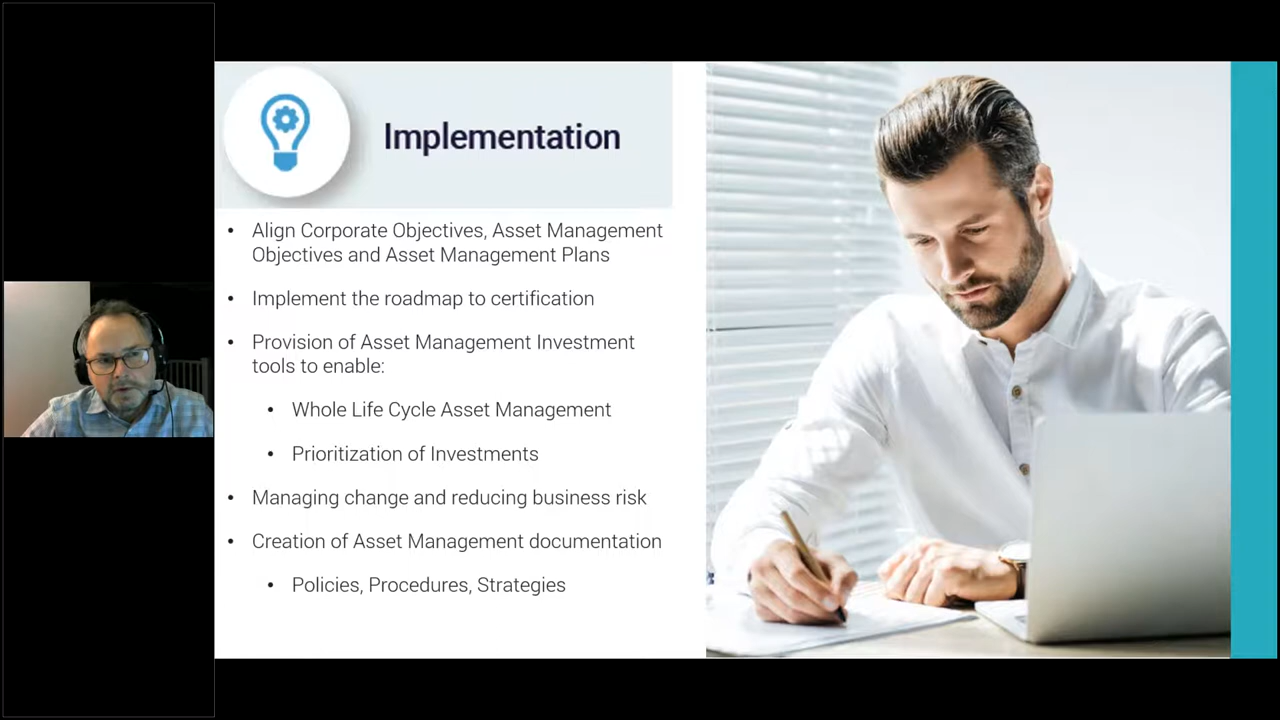 Implementation
• Align Corporate Objectives, Asset Management
Objectives and Asset Management Plans
• Implement the roadmap to certification
• Provision of Asset Management Investment
tools to enable:
• Whole Life Cycle Asset Management
• Prioritization of Investments
• Managing change and reducing business risk
• Creation of Asset Management documentation
• Policies, Procedures, Strategies